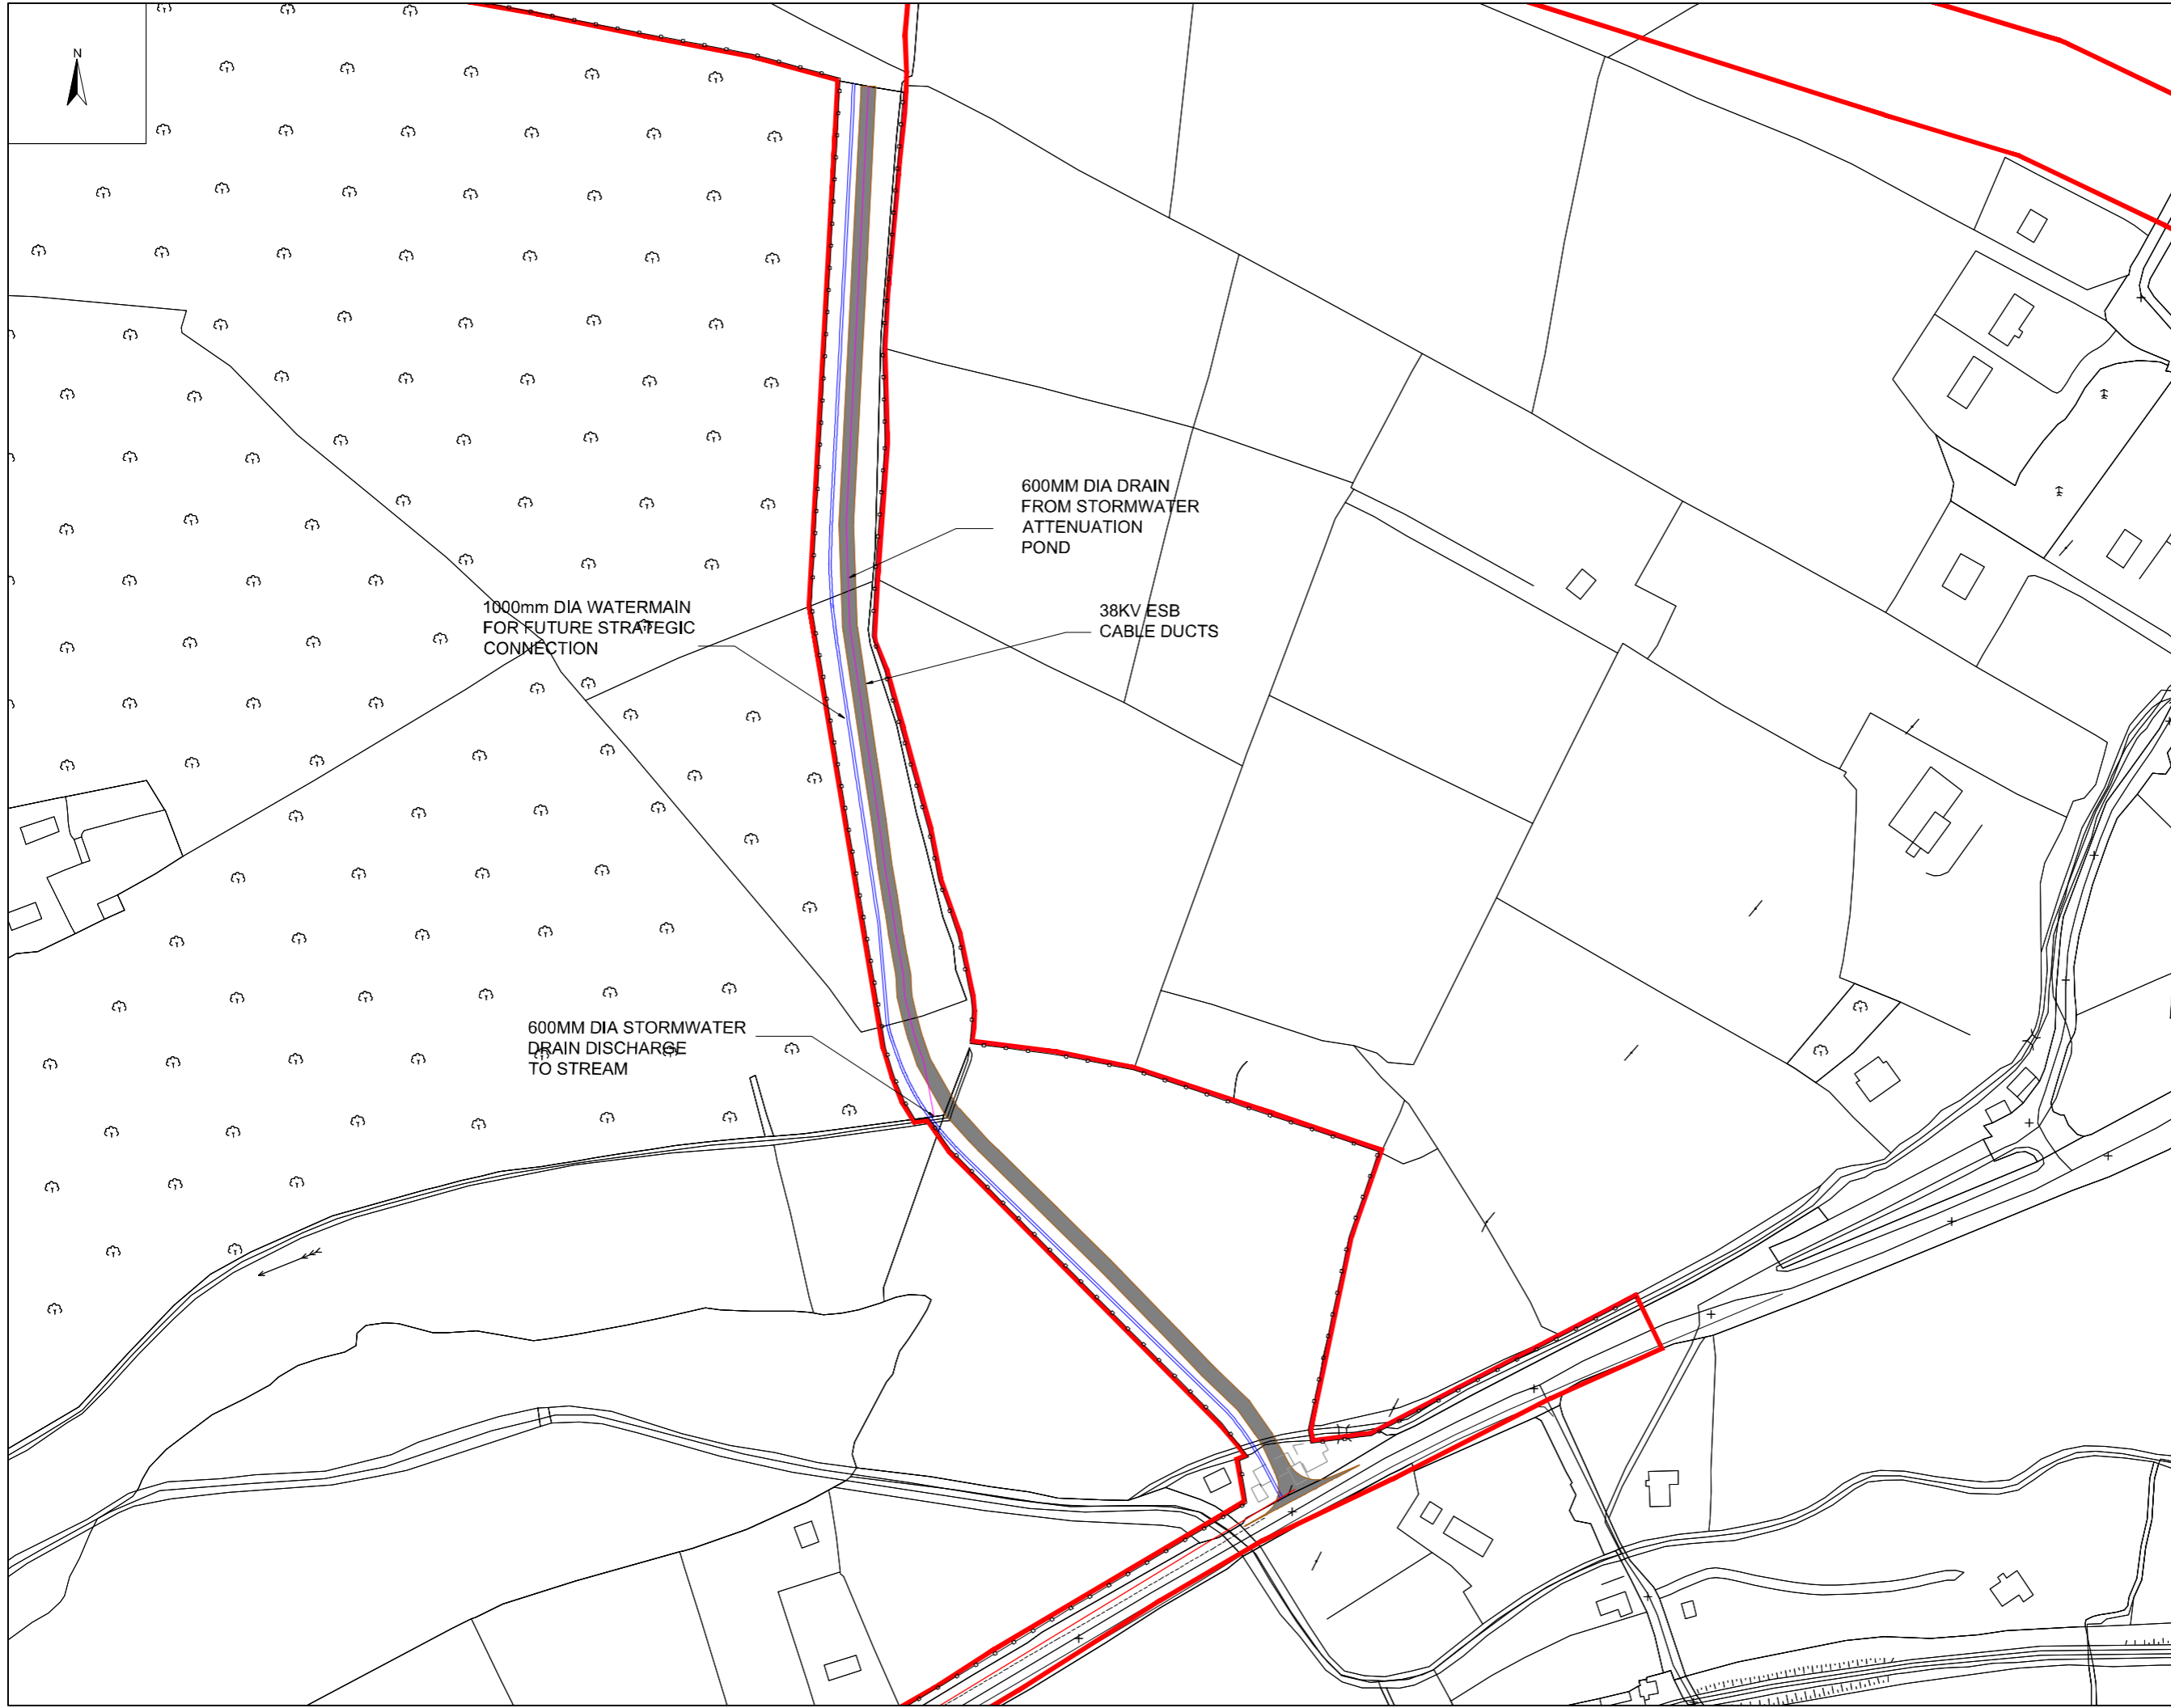 N
600MM DIA DRAIN
FROM STORMWATER
ATTENUATION
POND
1000mm DIA WATERMAIN
FOR FUTURE STRATEGIC
CONNECTION
38KV ESB
CABLE DUCTS
600MM DIA STORMWATER
DRAIN DISCHARGE
TO STREAM